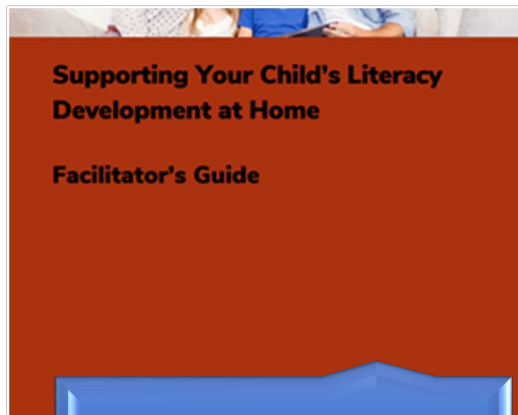 Supporting Your Child's Literacy
Development at Home
Facilitator's Guide